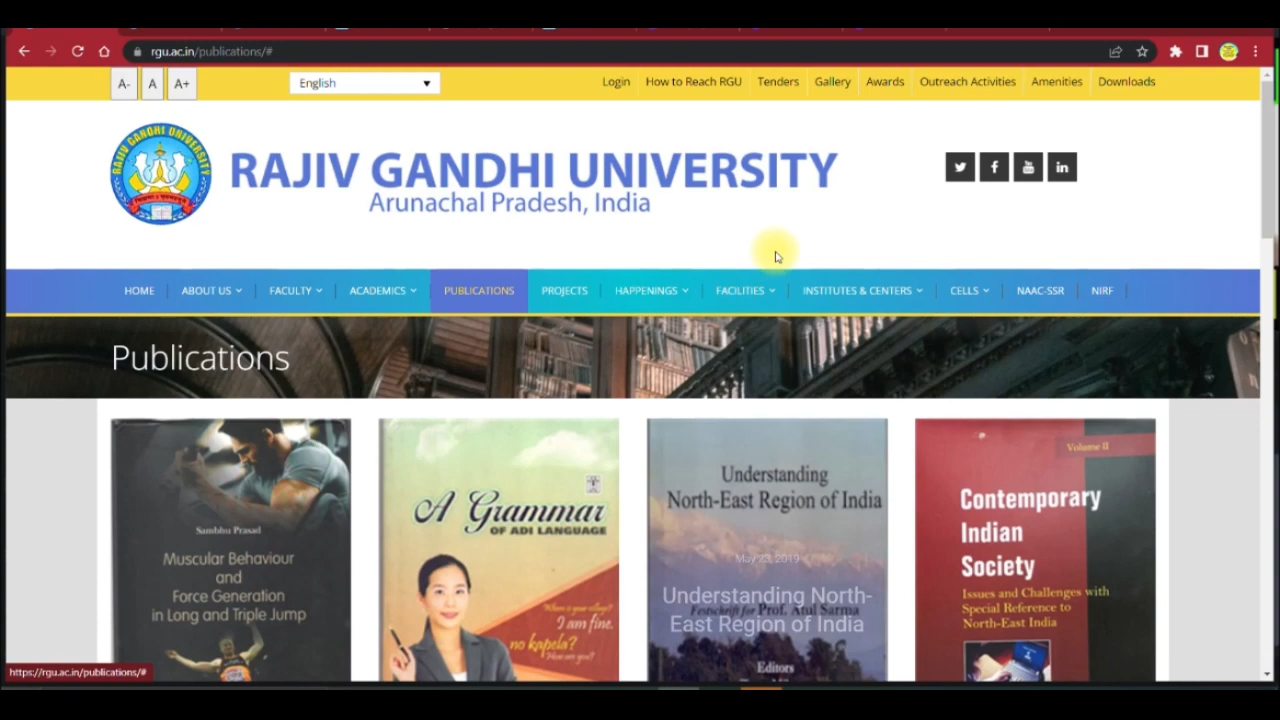 rgu.ac.in/publications/#
A- A A+ English Login How to Reach RGU Tenders Gallery Awards Outreach Activities Amenities Downloads
RAJIV GANDHI UNIVERSITY
RAJIV GANDHI UNIVERSITY
Arunachal Pradesh, India
HOME ABOUT US FACULTY ACADEMICS PUBLICATIONS PROJECTS HAPPENINGS FACILITIES INSTITUTES & CENTERS CELLS NAAC-SSR NIRF
Publications
Sambhu Prasad
Muscular Behaviour
and
Force Generation
in Long and Triple Jump
A Grammar
OF ADI LANGUAGE
I am fine.
no kapela?
How are you?
Understanding
North-East Region of India
May 23, 2019
Understanding North-
East Region of India
Festschrift for Prof. Atul Sarma
Editors
Volume II
Contemporary
Indian
Society
Issues and Challenges with
Special Reference to
North-East India
https://rgu.ac.in/publications/#